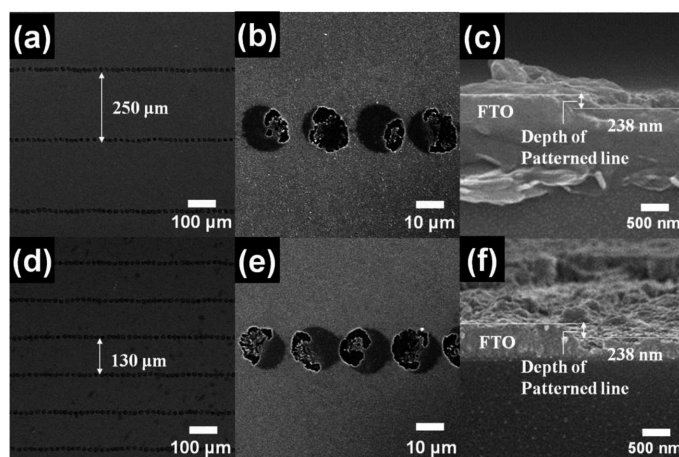 (a)
250 µm
100 µm
(b)
10 µm
(c)
FTO
238 nm
Depth of
Patterned line
500 nm
(d)
130 µm
100 µm
(e)
10 µm
(f)
FTO
238 nm
Depth of
Patterned line
500 nm